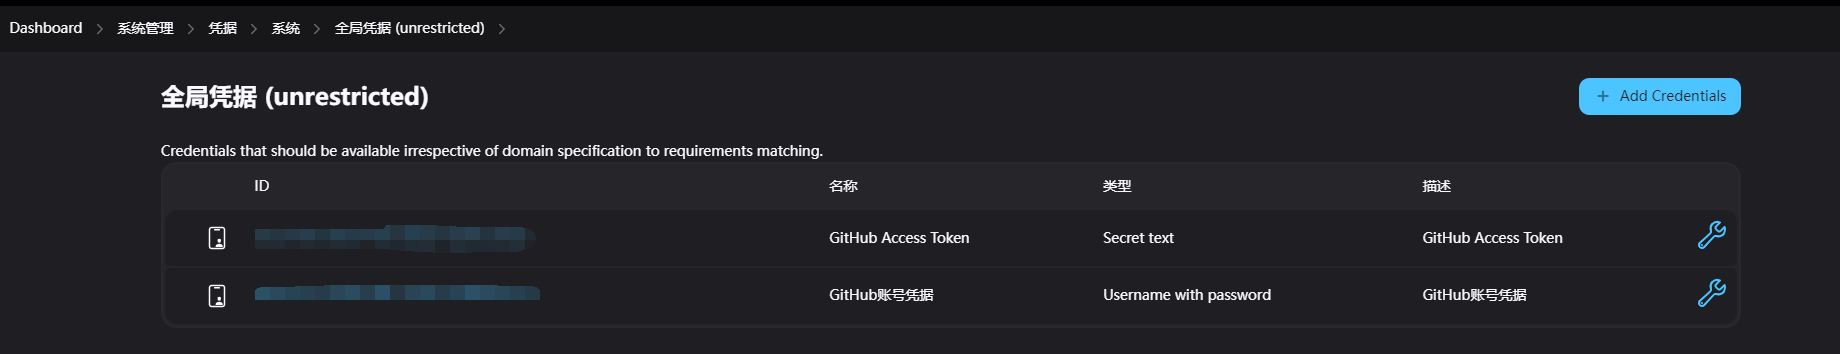 Dashboard > 系统管理 > 凭据 > 系统 > 全局凭据 (unrestricted) >
全局凭据 (unrestricted)
+ Add Credentials
Credentials that should be available irrespective of domain specification to requirements matching.
ID 名称 类型 描述
GitHub Access Token Secret text GitHub Access Token
GitHub账号凭据 Username with password GitHub账号凭据